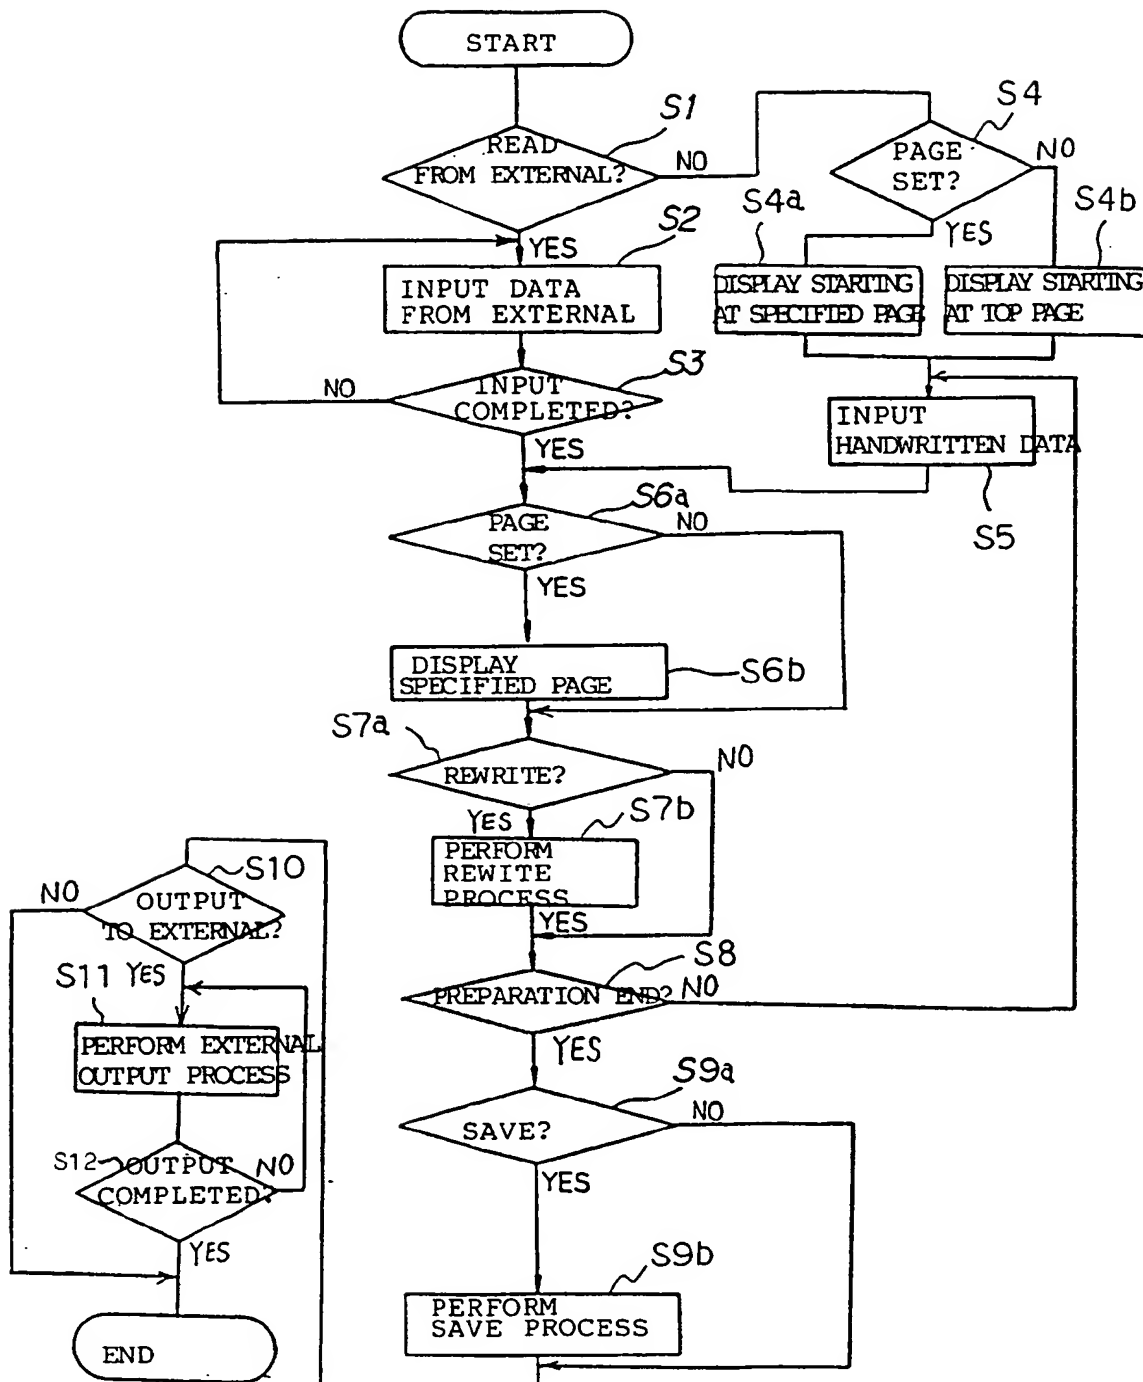 START
S1
READ
FROM EXTERNAL?
NO
YES
S4
PAGE
SET?
NO
YES
S4a
S4b
DISPLAY STARTING
AT SPECIFIED PAGE
DISPLAY STARTING
AT TOP PAGE
S2
INPUT DATA
FROM EXTERNAL
S3
NO
INPUT
COMPLETED?
YES
INPUT
HANDWRITTEN DATA
S5
S6a
PAGE
SET?
NO
YES
DISPLAY
SPECIFIED PAGE
S6b
S7a
REWRITE?
NO
YES
S7b
PERFORM
REWITE
PROCESS
YES
S8
PREPARATION END?
NO
YES
S9a
SAVE?
NO
YES
S9b
PERFORM
SAVE PROCESS
S10
NO
OUTPUT
TO EXTERNAL?
YES
S11
PERFORM EXTERNAL
OUTPUT PROCESS
S12
OUTPUT
COMPLETED?
NO
YES
END